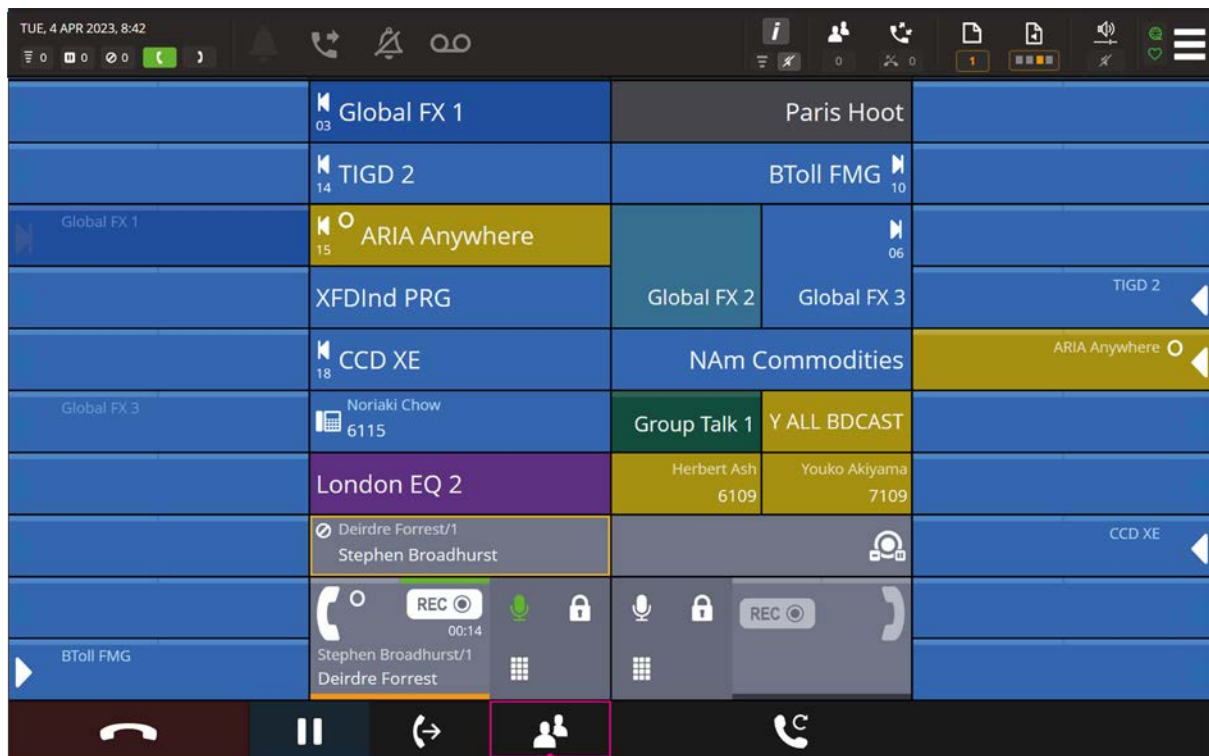 TUE, 4 APR 2023, 8:42
0 0 0
0 0 1
Global FX 1
03
Paris Hoot
TIGD 2
14
BToll FMG
10
Global FX 1
ARIA Anywhere
15
06
XFDInd PRG
Global FX 2
Global FX 3
TIGD 2
CCD XE
18
NAm Commodities
ARIA Anywhere
Global FX 3
Noriaki Chow
6115
Group Talk 1
Y ALL BDCAST
London EQ 2
Herbert Ash
6109
Youko Akiyama
7109
Deirdre Forrest/1
Stephen Broadhurst
CCD XE
REC
00:14
REC
Stephen Broadhurst/1
Deirdre Forrest
BToll FMG